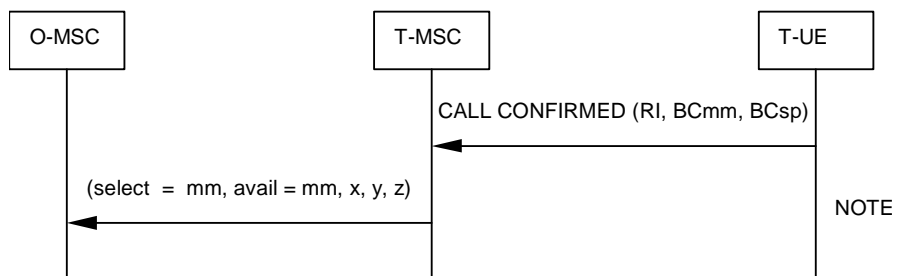 O-MSC
T-MSC
T-UE
CALL CONFIRMED (RI, BCmm, BCsp)
(select = mm, avail = mm, x, y, z)
NOTE